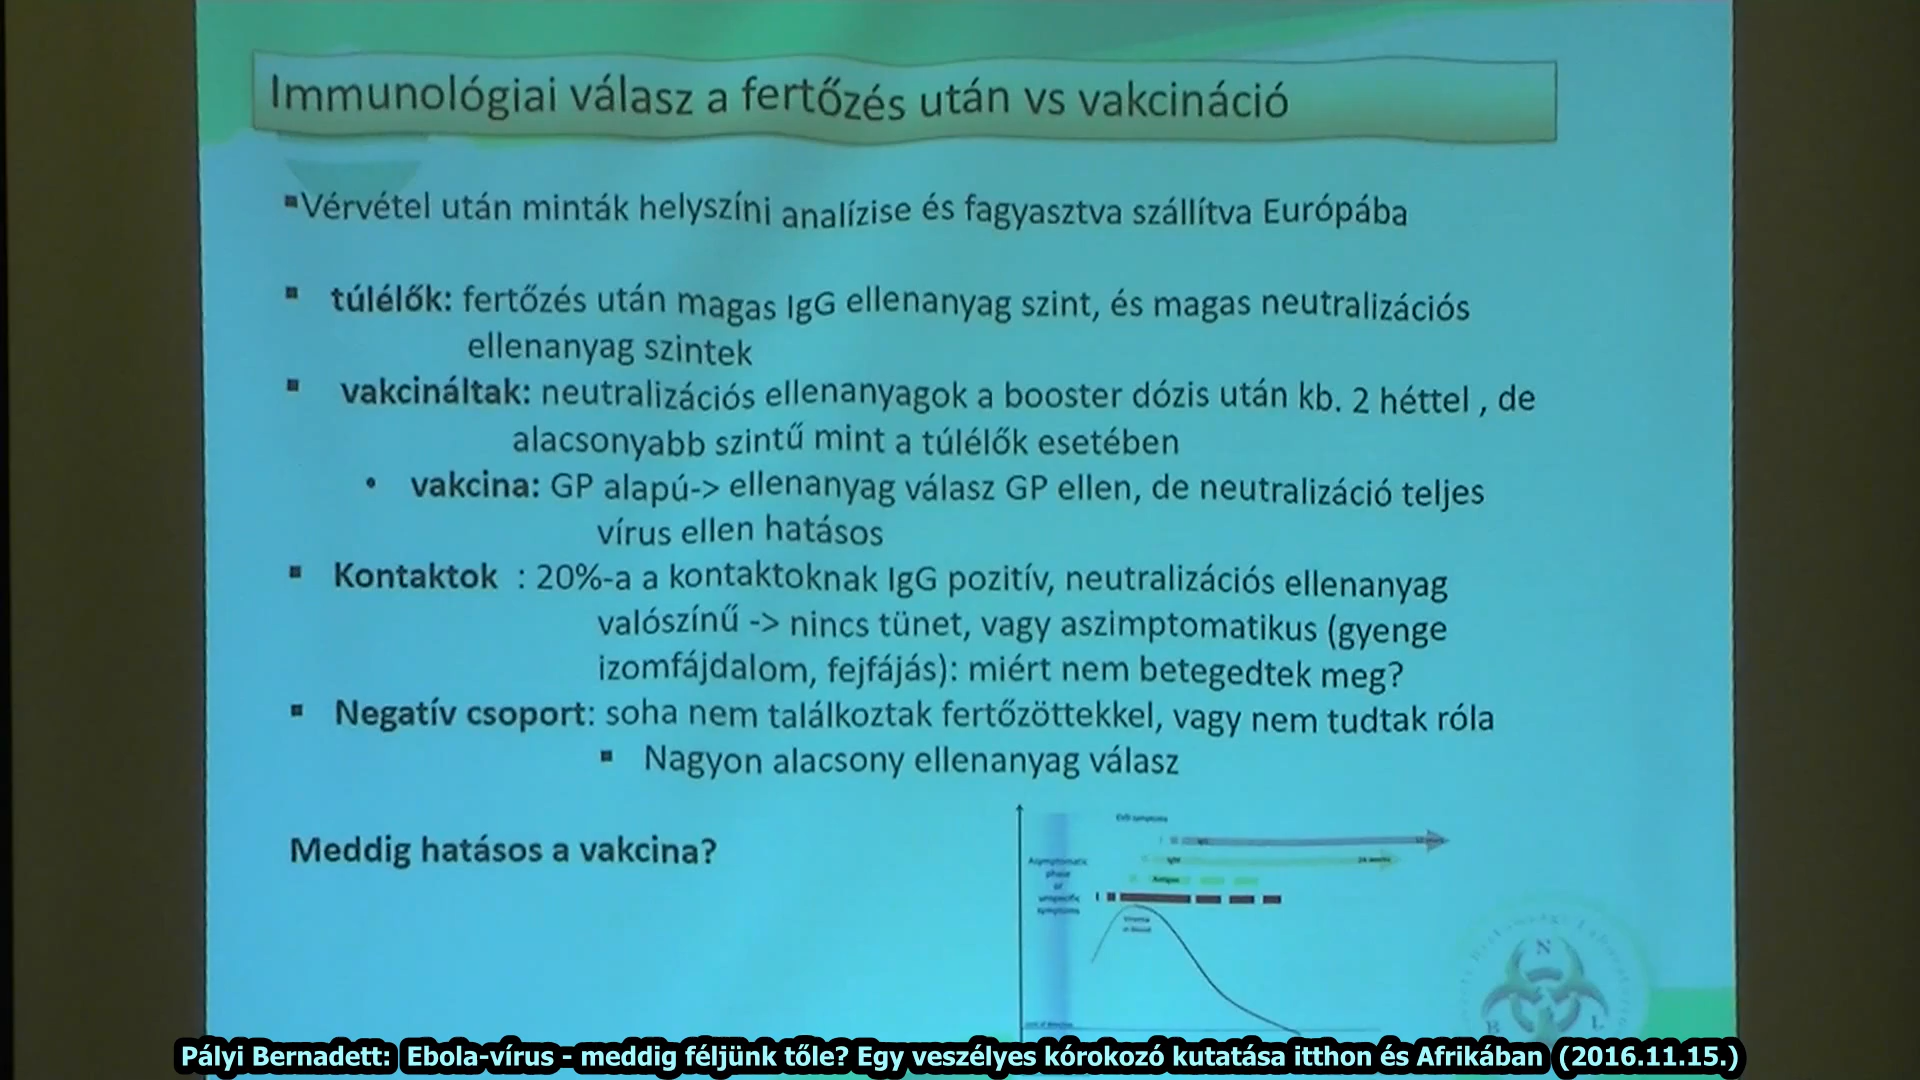 Immunológiai válasz a fertőzés után vs vakcináció
▪Vérvétel után minták helyszíni analízise és fagyasztva szállítva Európába
▪ túlélők: fertőzés után magas IgG ellenanyag szint, és magas neutralizációs
ellenanyag szintek
▪ vakcináltak: neutralizációs ellenanyagok a booster dózis után kb. 2 héttel , de
alacsonyabb szintű mint a túlélők esetében
• vakcina: GP alapú-> ellenanyag válasz GP ellen, de neutralizáció teljes
vírus ellen hatásos
▪ Kontaktok : 20%-a a kontaktoknak IgG pozitív, neutralizációs ellenanyag
valószínű -> nincs tünet, vagy aszimptomatikus (gyenge
izomfájdalom, fejfájás): miért nem betegedtek meg?
▪ Negatív csoport: soha nem találkoztak fertőzöttekkel, vagy nem tudtak róla
▪ Nagyon alacsony ellenanyag válasz
Meddig hatásos a vakcina?
Asymptomatic
phase
or
unspecific
symptoms
N
B L
Pályi Bernadett: Ebola-vírus - meddig féljünk tőle? Egy veszélyes kórokozó kutatása itthon és Afrikában (2016.11.15.)